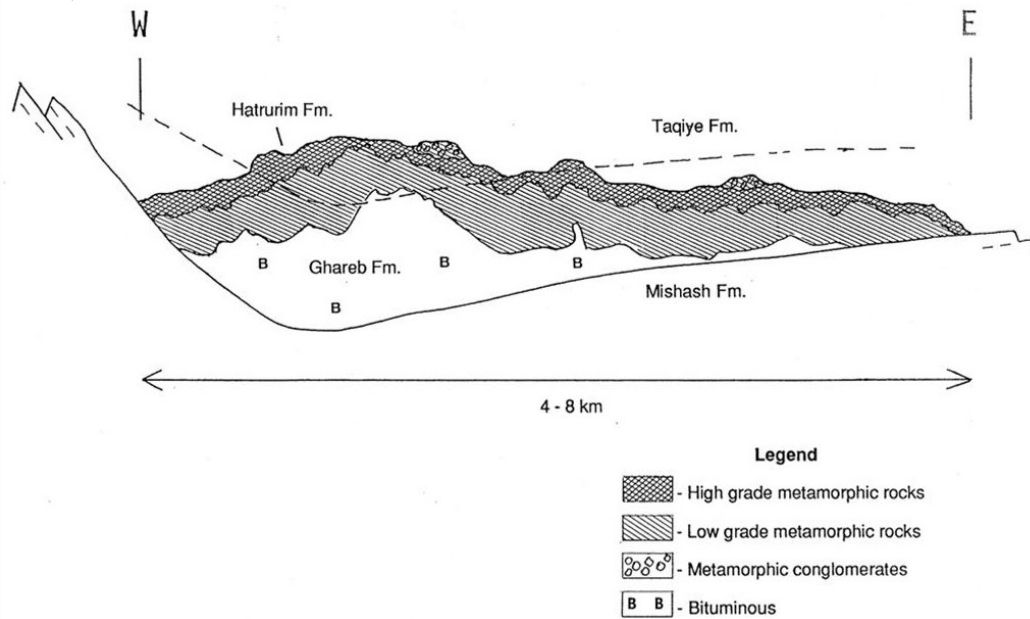 W
E
Hatrurim Fm.
Taqiye Fm.
B
Ghareb Fm.
B
B
B
Mishash Fm.
4 - 8 km
Legend
- High grade metamorphic rocks
- Low grade metamorphic rocks
- Metamorphic conglomerates
B B - Bituminous